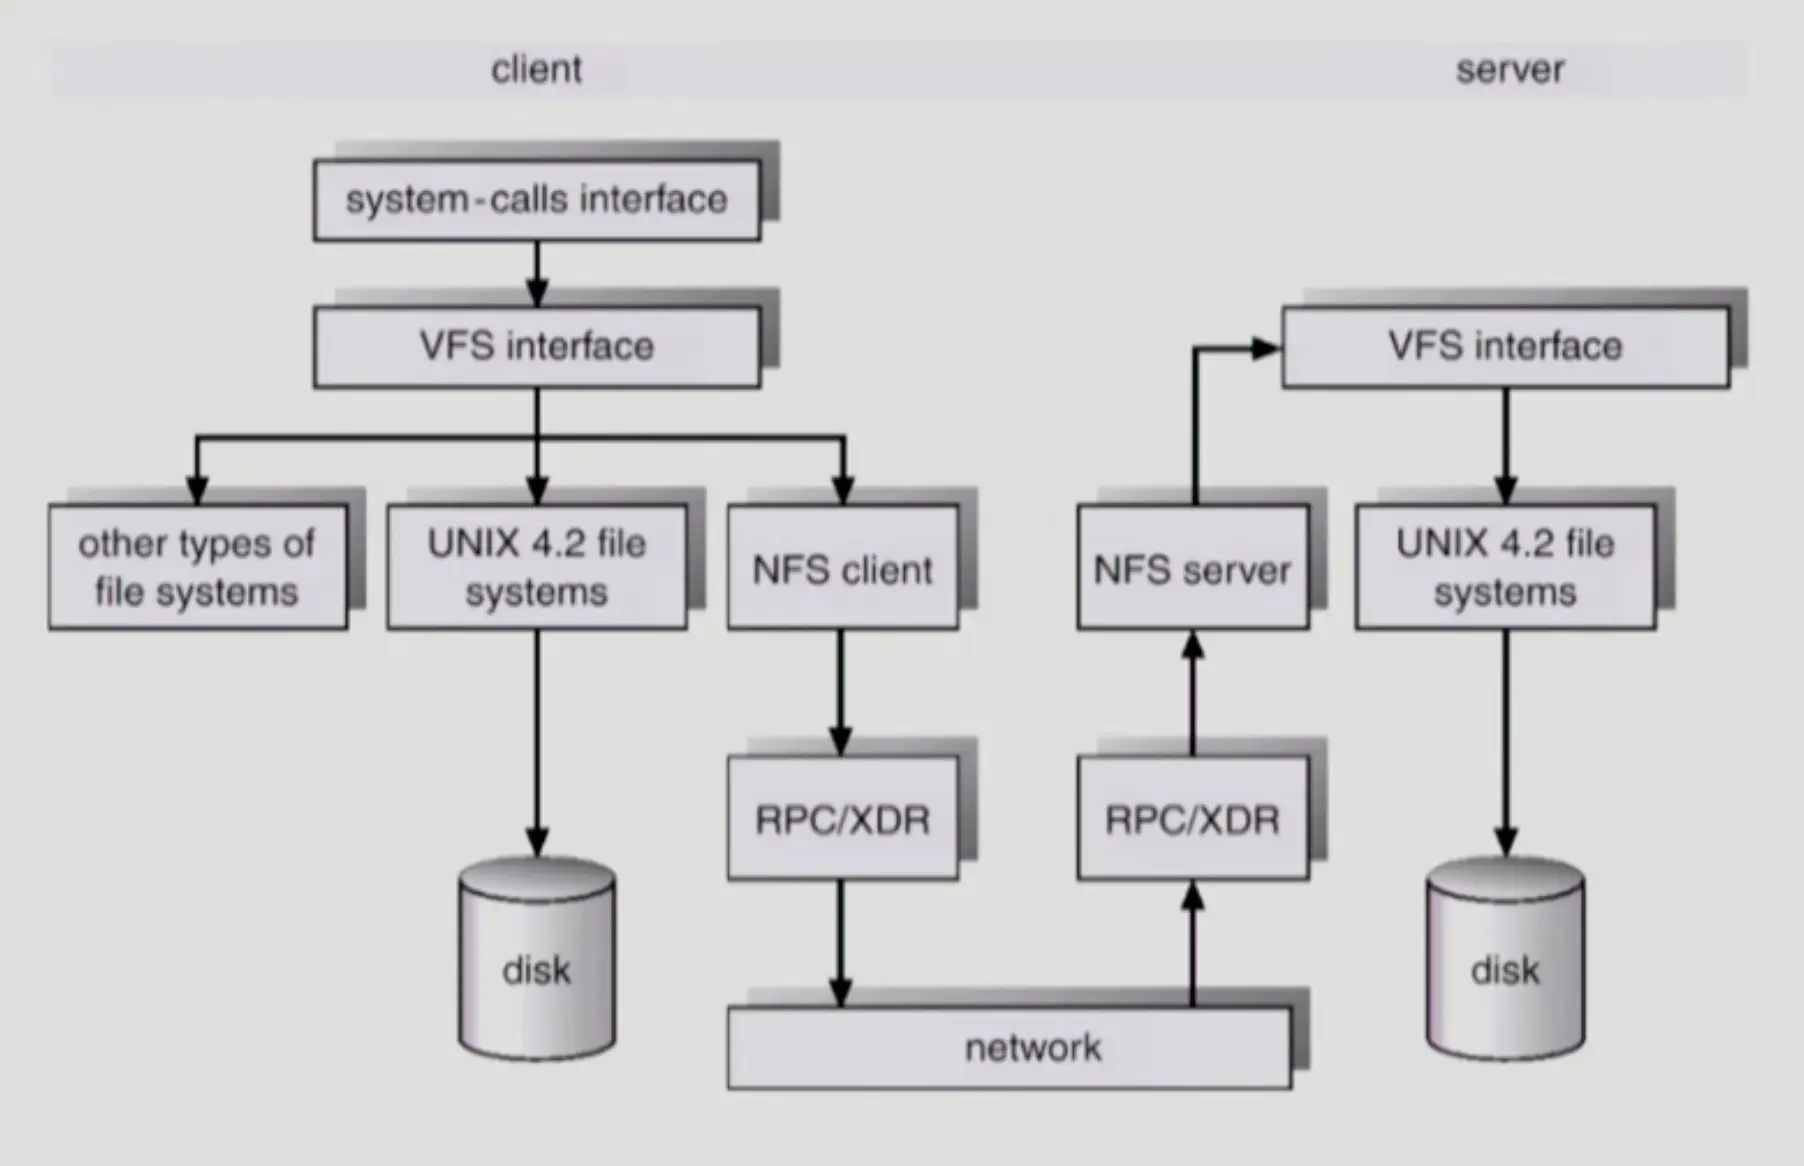 client
server
system-calls interface
VFS interface
VFS interface
other types of
file systems
UNIX 4.2 file
systems
NFS client
NFS server
UNIX 4.2 file
systems
RPC/XDR
RPC/XDR
disk
disk
network